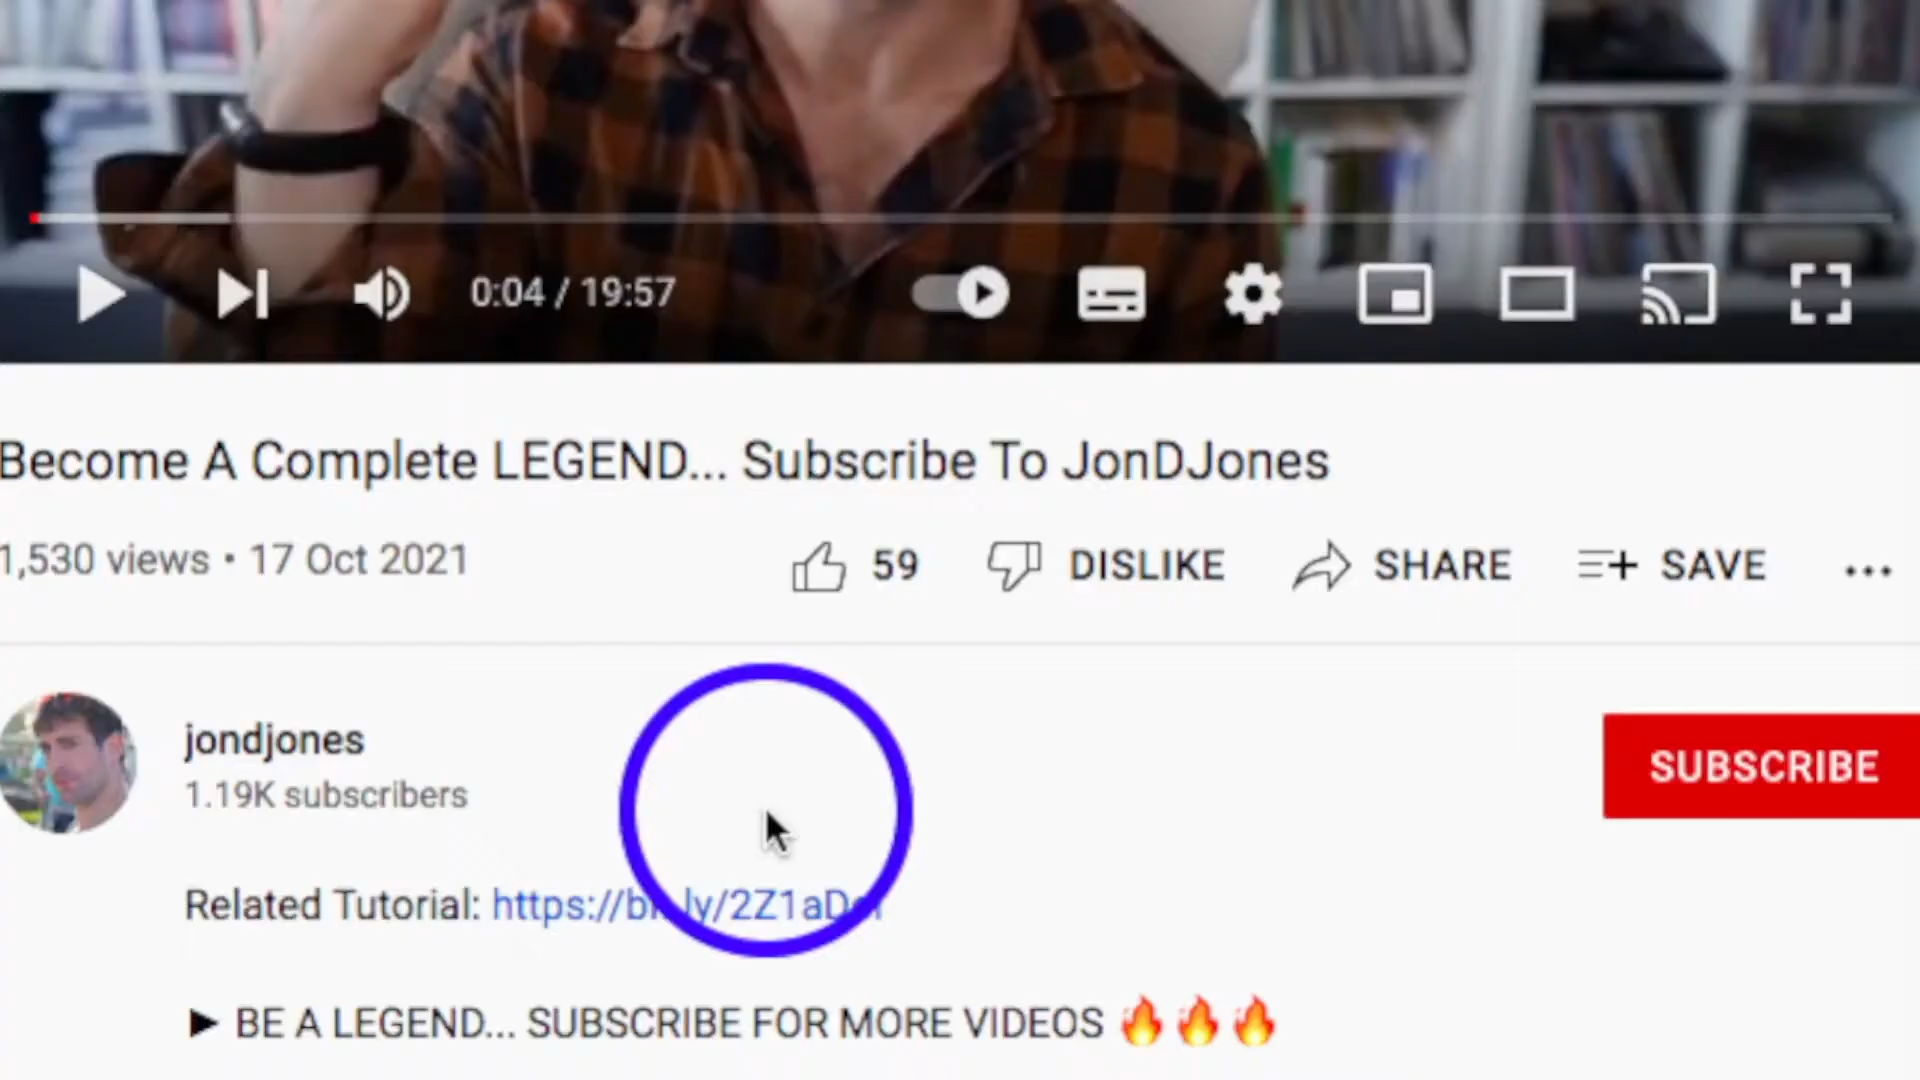 0:04 / 19:57
Become A Complete LEGEND... Subscribe To JonDJones
1,530 views • 17 Oct 2021
59 DISLIKE SHARE SAVE ...
jondjones
1.19K subscribers
SUBSCRIBE
Related Tutorial:
► BE A LEGEND... SUBSCRIBE FOR MORE VIDEOS 🔥🔥🔥